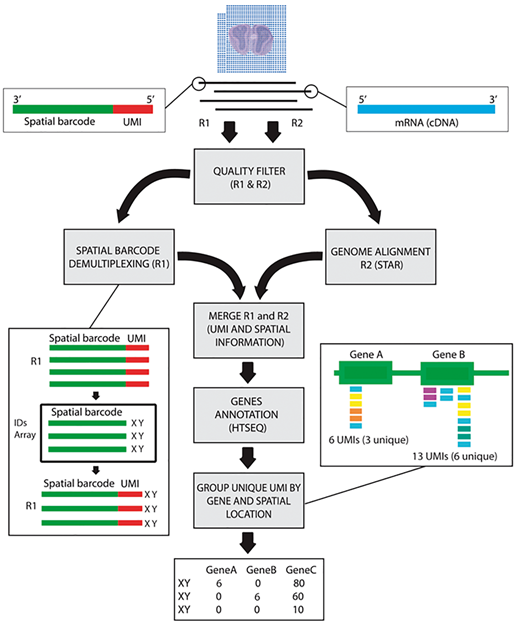 3’ 5’
Spatial barcode UMI
5’ 3’
mRNA (cDNA)
R1 R2
QUALITY FILTER
(R1 & R2)
SPATIAL BARCODE
DEMULTIPLEXING (R1)
GENOME ALIGNMENT
R2 (STAR)
MERGE R1 and R2
(UMI AND SPATIAL
INFORMATION)
Spatial barcode UMI
R1
Spatial barcode
IDs
Array
X Y
X Y
X Y
Spatial barcode UMI
R1
X Y
X Y
X Y
GENES
ANNOTATION
(HTSEQ)
Gene A Gene B
6 UMIs (3 unique)
13 UMIs (6 unique)
GROUP UNIQUE UMI BY
GENE AND SPATIAL
LOCATION
GeneA GeneB GeneC
XY 6 0 80
XY 0 6 60
XY 0 0 10